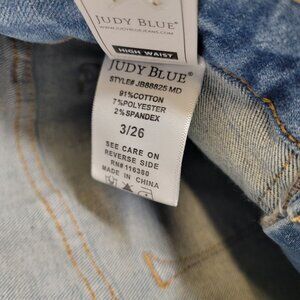 JUDY BLUE
JUDYBLUEJEANS.COM
HIGH WAIST
JUDY BLUE
STYLE# JB88825 MD
91%COTTON
7%POLYESTER
2%SPANDEX
3/26
SEE CARE ON
REVERSE SIDE
RN# 116380
MADE IN CHINA